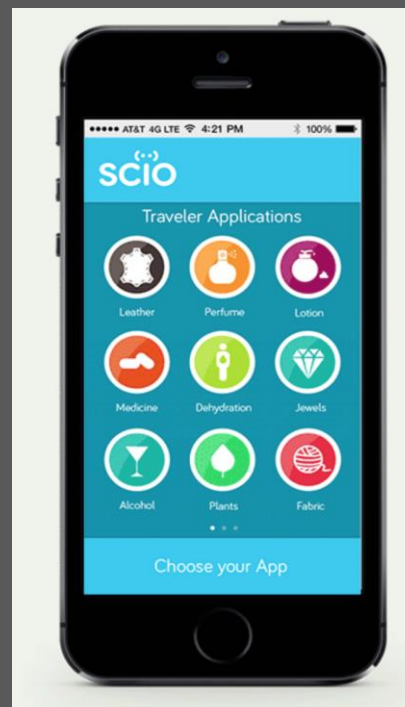 AT&T 4G LTE 4:21 PM 100%
scio
Traveler Applications
Leather Perfume Lotion
Medicine Dehydration Jewels
Alcohol Plants Fabric
Choose your App